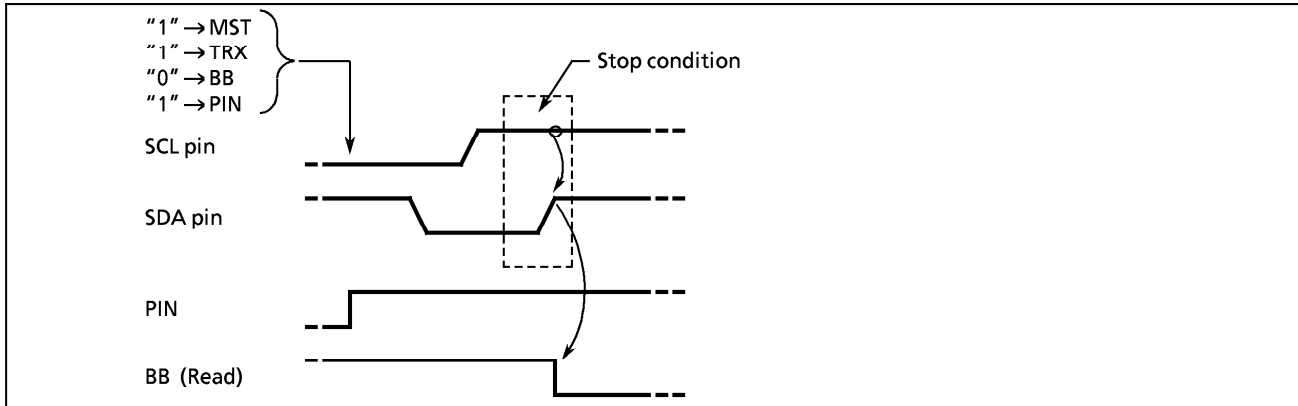 “1” → MST
“1” → TRX
“0” → BB
“1” → PIN
Stop condition
SCL pin
SDA pin
PIN
BB (Read)